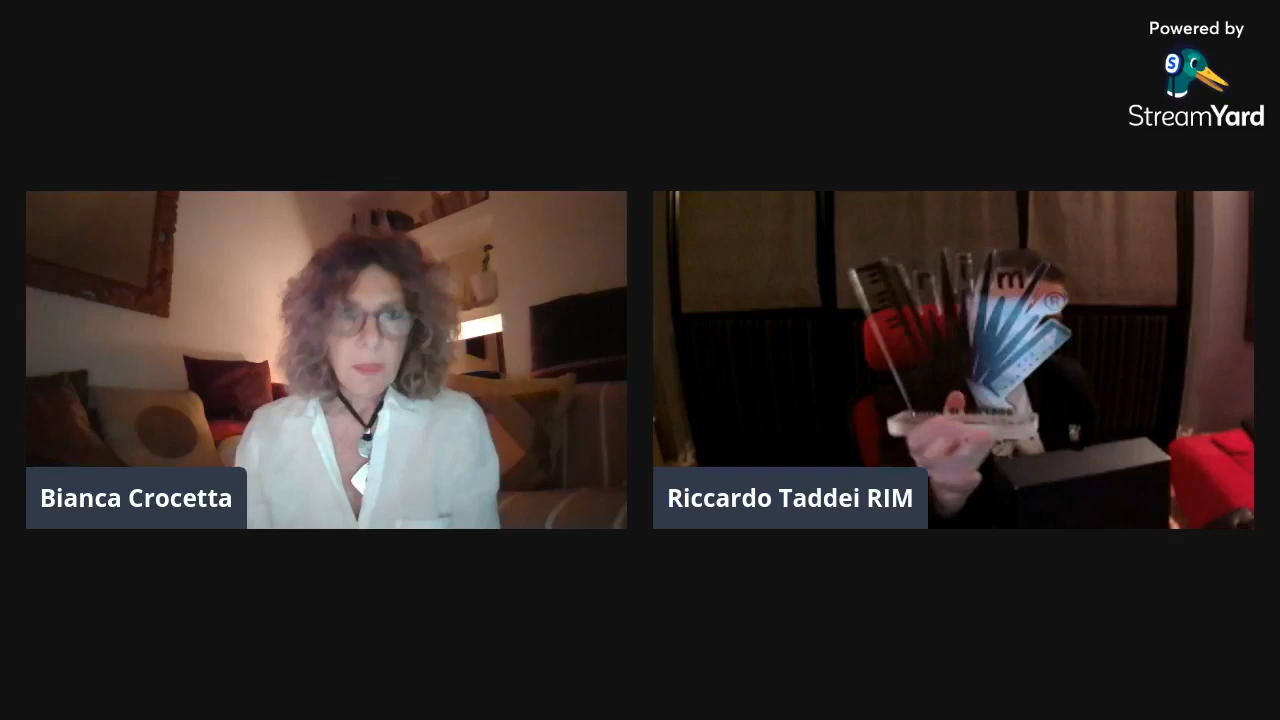 Powered by
S
StreamYard
r i m
®
Bianca Crocetta
Riccardo Taddei RIM